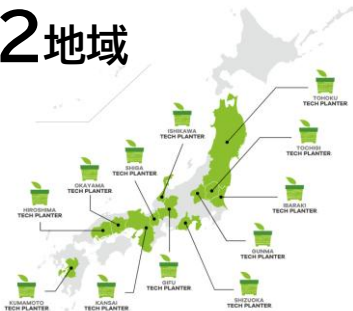 2地域
TOHOKU
TECH PLANTER
ISHIKAWA
TECH PLANTER
TOCHIGI
TECH PLANTER
SHIGA
TECH PLANTER
OKAYAMA
TECH PLANTER
IBARAKI
TECH PLANTER
HIROSHIMA
TECH PLANTER
GUNMA
TECH PLANTER
GIFU
TECH PLANTER
SHIZUOKA
TECH PLANTER
KUMAMOTO
TECH PLANTER
KANSAI
TECH PLANTER